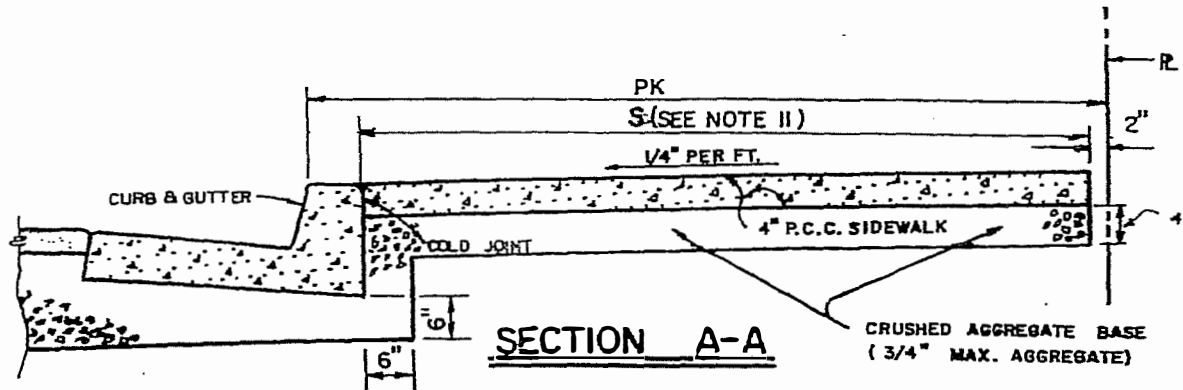 PL
PK
S (SEE NOTE 11)
2"
1/4" PER FT.
CURB & GUTTER
4" P.C.C. SIDEWALK
4
COLD JOINT
6"
SECTION A-A
CRUSHED AGGREGATE BASE
(3/4" MAX. AGGREGATE)
6"